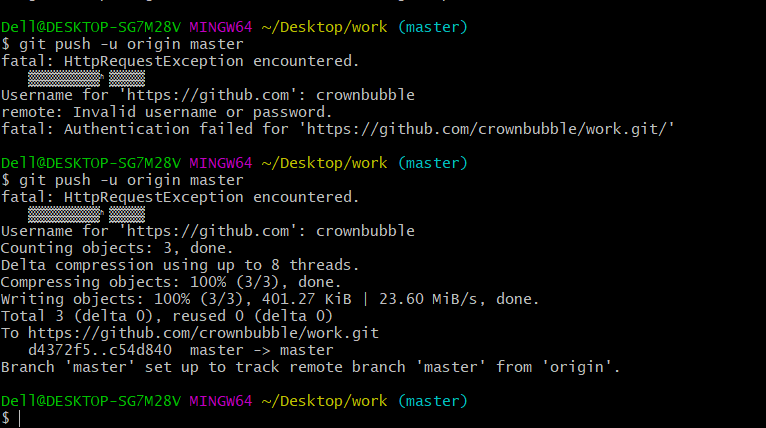 Dell@DESKTOP-SG7M28V MINGW64 ~/Desktop/work (master)
$ git push -u origin master
fatal: HttpRequestException encountered.
Username for 'https://github.com': crownbubble
remote: Invalid username or password.
fatal: Authentication failed for 'https://github.com/crownbubble/work.git/'
Dell@DESKTOP-SG7M28V MINGW64 ~/Desktop/work (master)
$ git push -u origin master
fatal: HttpRequestException encountered.
Username for 'https://github.com': crownbubble
Counting objects: 3, done.
Delta compression using up to 8 threads.
Compressing objects: 100% (3/3), done.
Writing objects: 100% (3/3), 401.27 KiB | 23.60 MiB/s, done.
Total 3 (delta 0), reused 0 (delta 0)
To https://github.com/crownbubble/work.git
d4372f5..c54d840  master -> master
Branch 'master' set up to track remote branch 'master' from 'origin'.
Dell@DESKTOP-SG7M28V MINGW64 ~/Desktop/work (master)
$